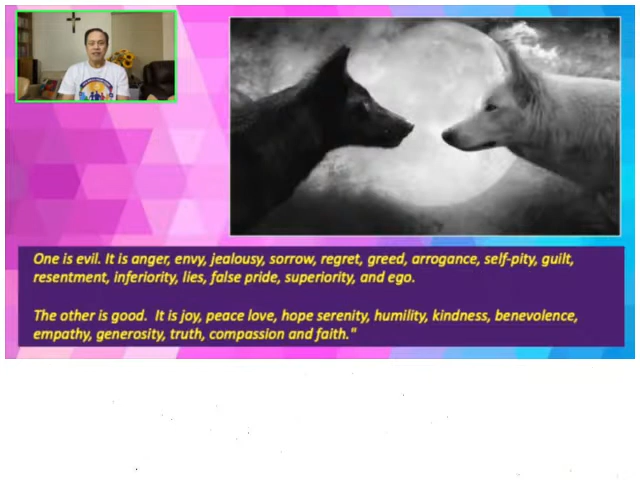 One is evil. It is anger, envy, jealousy, sorrow, regret, greed, arrogance, self-pity, guilt,
resentment, inferiority, lies, false pride, superiority, and ego.
The other is good.  It is joy, peace love, hope serenity, humility, kindness, benevolence,
empathy, generosity, truth, compassion and faith."